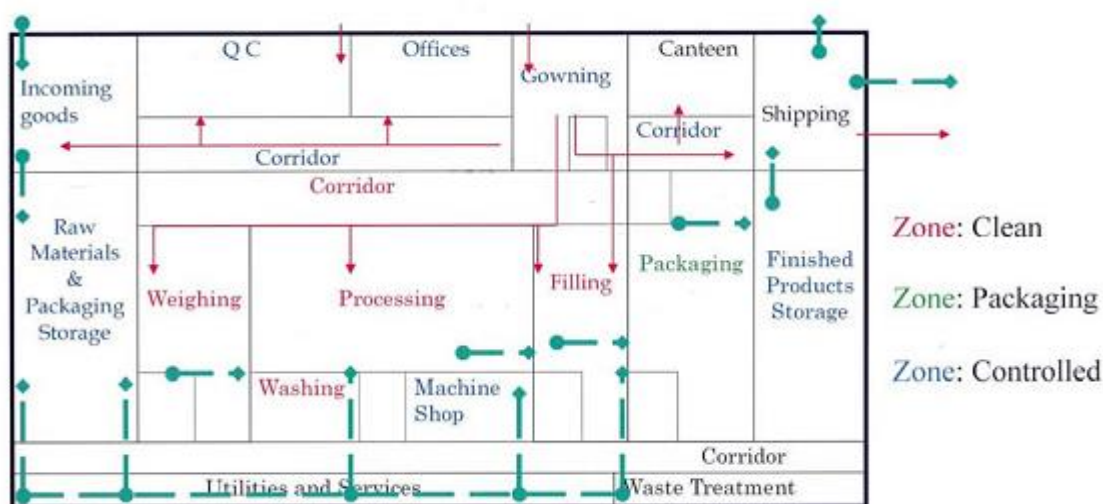 Q C
Offices
Canteen
Gowning
Incoming
goods
Shipping
Corridor
Corridor
Corridor
Raw
Materials
&
Packaging
Storage
Weighing
Processing
Filling
Packaging
Finished
Products
Storage
Zone: Clean
Zone: Packaging
Zone: Controlled
Washing
Machine
Shop
Corridor
Utilities and Services
Waste Treatment